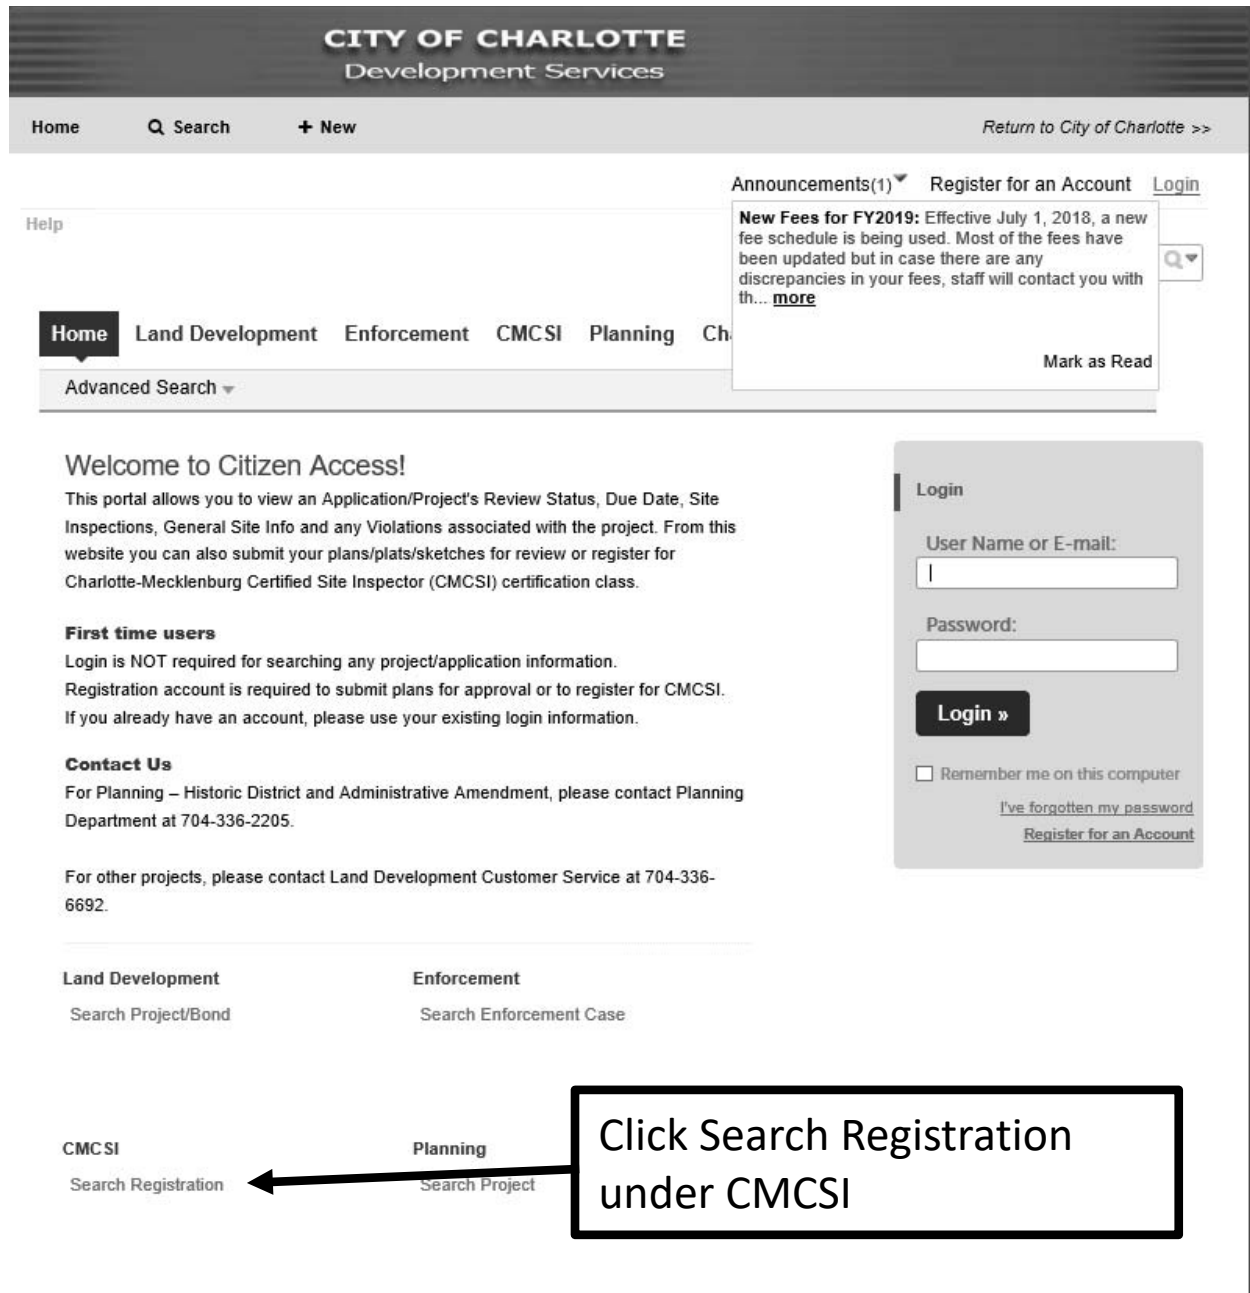 CITY OF CHARLOTTE
Development Services
Home Search + New Return to City of Charlotte >>
Announcements(1) Register for an Account Login
Help
New Fees for FY2019: Effective July 1, 2018, a new
fee schedule is being used. Most of the fees have
been updated but in case there are any
discrepancies in your fees, staff will contact you with
th... more
Mark as Read
Home Land Development Enforcement CMCSI Planning Ch
Advanced Search
Welcome to Citizen Access!
This portal allows you to view an Application/Project's Review Status, Due Date, Site
Inspections, General Site Info and any Violations associated with the project. From this
website you can also submit your plans/plats/sketches for review or register for
Charlotte-Mecklenburg Certified Site Inspector (CMCSI) certification class.
First time users
Login is NOT required for searching any project/application information.
Registration account is required to submit plans for approval or to register for CMCSI.
If you already have an account, please use your existing login information.
Contact Us
For Planning – Historic District and Administrative Amendment, please contact Planning
Department at 704-336-2205.
For other projects, please contact Land Development Customer Service at 704-336-
6692.
Login
User Name or E-mail:
Password:
Login »
Remember me on this computer
I've forgotten my password
Register for an Account
Land Development Enforcement
Search Project/Bond Search Enforcement Case
CMCSI Planning
Search Registration Search Project
Click Search Registration
under CMCSI